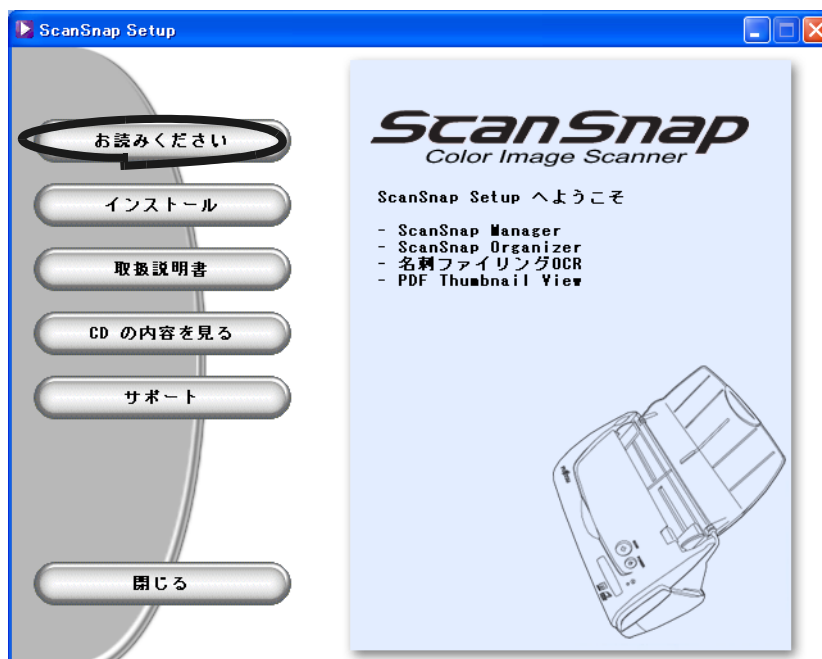 ScanSnap Setup
お読みください
インストール
取扱説明書
CD の内容を見る
サポート
閉じる
ScanSnap
Color Image Scanner
ScanSnap Setup へようこそ
- ScanSnap Manager
- ScanSnap Organizer
- 名刺ファイリングOCR
- PDF Thumbnail View
FUJITSU